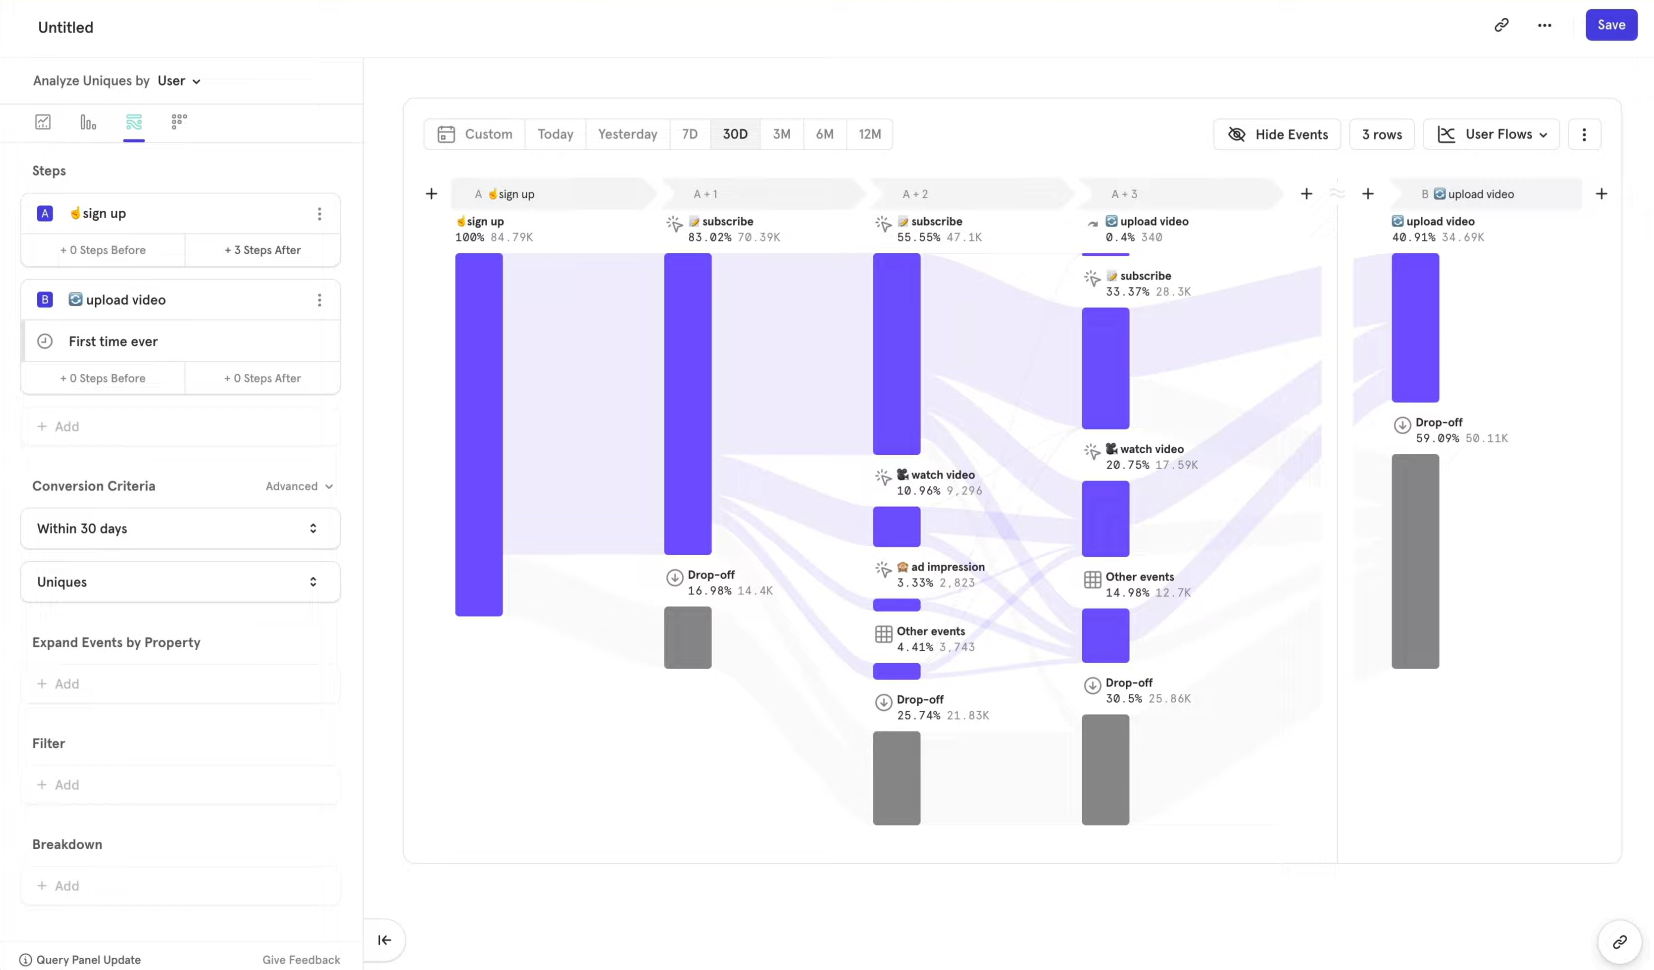 Untitled
Save
Analyze Uniques by User
Steps
A sign up
+ 0 Steps Before + 3 Steps After
B upload video
First time ever
+ 0 Steps Before + 0 Steps After
+ Add
Conversion Criteria Advanced
Within 30 days
Uniques
Expand Events by Property
+ Add
Filter
+ Add
Breakdown
+ Add
Query Panel Update Give Feedback
Custom Today Yesterday 7D 30D 3M 6M 12M
Hide Events 3 rows User Flows
+ A sign up A + 1 A + 2 A + 3 + + B upload video +
sign up
100% 84.79K
subscribe
83.02% 70.39K
Drop-off
16.98% 14.4K
subscribe
55.55% 47.1K
watch video
10.96% 9,296
ad impression
3.33% 2,823
Other events
4.41% 3,743
Drop-off
25.74% 21.83K
upload video
0.4% 340
subscribe
33.37% 28.3K
watch video
20.75% 17.59K
Other events
14.98% 12.7K
Drop-off
30.5% 25.86K
upload video
40.91% 34.69K
Drop-off
59.09% 50.11K